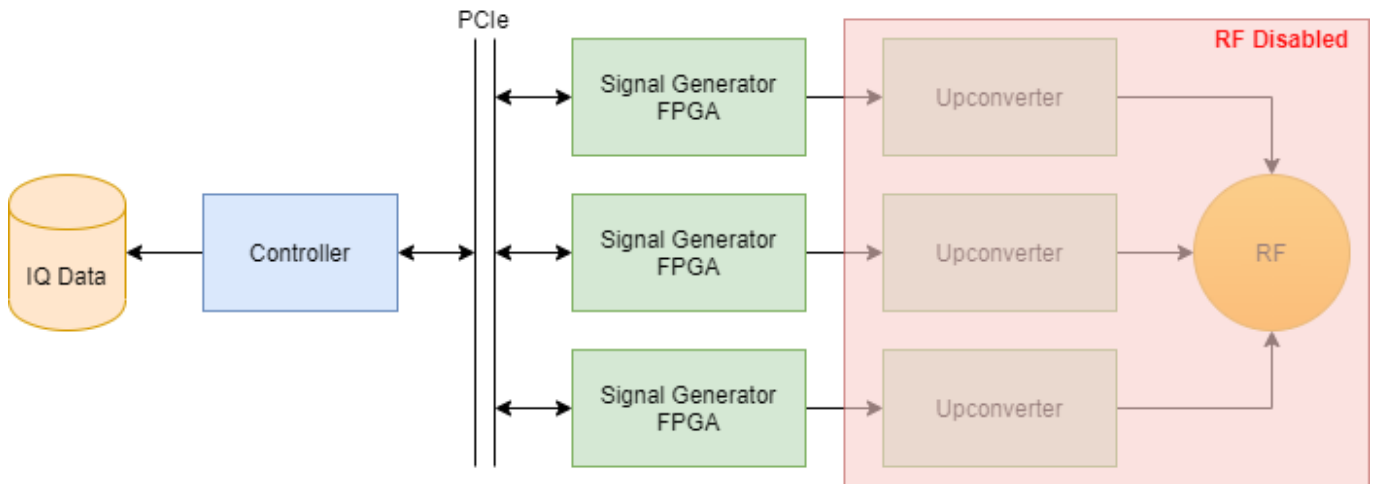 PCIe
RF Disabled
Signal Generator
FPGA
Upconverter
IQ Data
Controller
Signal Generator
FPGA
Upconverter
RF
Signal Generator
FPGA
Upconverter